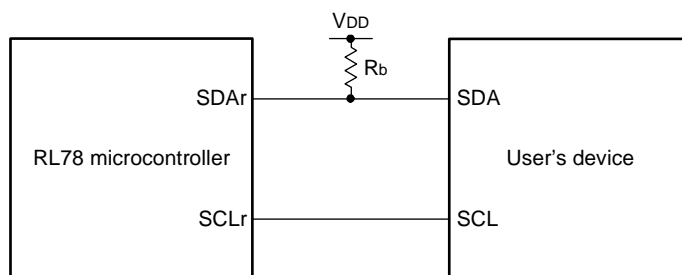 VDD
Rb
SDAr
SDA
RL78 microcontroller
User's device
SCLr
SCL